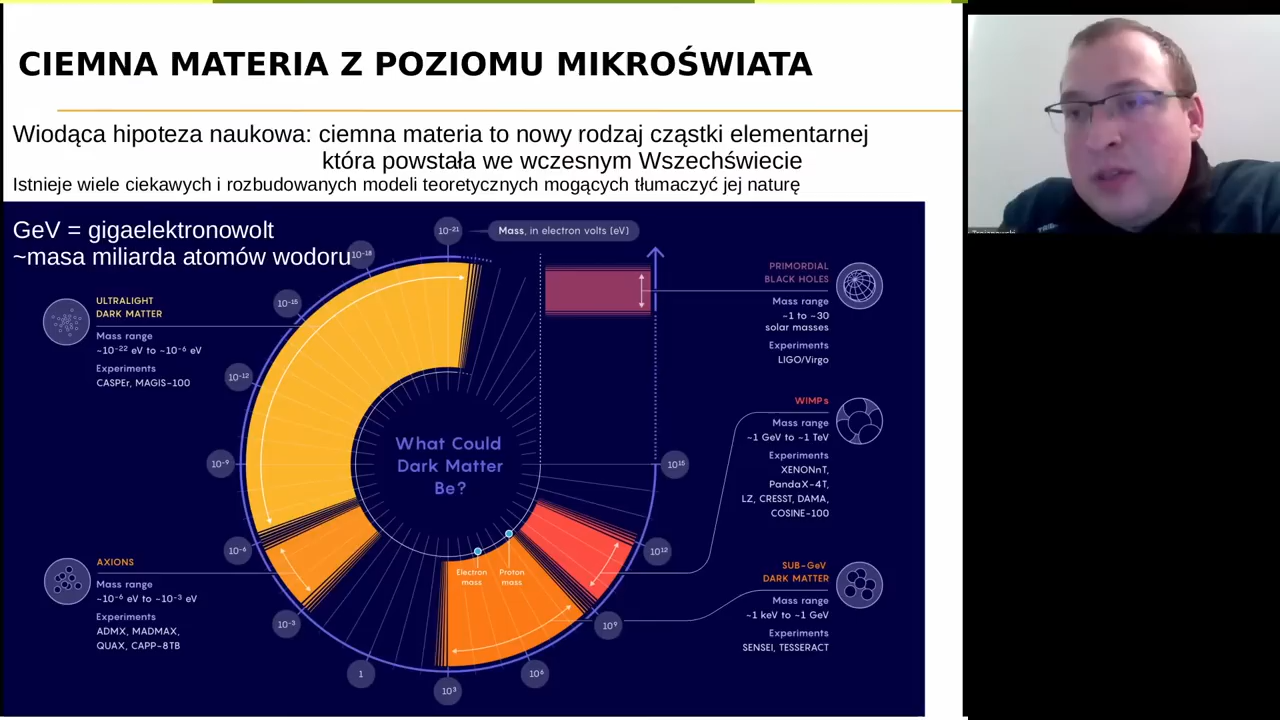 CIEMNA MATERIA Z POZIOMU MIKROŚWIATA
Wiodąca hipoteza naukowa: ciemna materia to nowy rodzaj cząstki elementarnej
która powstała we wczesnym Wszechświecie
Istnieje wiele ciekawych i rozbudowanych modeli teoretycznych mogących tłumaczyć jej naturę
GeV = gigaelektronowolt
~masa miliarda atomów wodoru
10⁻²¹
Mass, in electron volts (eV)
10⁻¹⁸
10⁻¹⁵
10⁻¹²
10⁻⁹
10⁻⁶
10⁻³
1
10³
10⁶
10⁹
10¹²
10¹⁵
ULTRALIGHT
DARK MATTER
Mass range
~10⁻²² eV to ~10⁻⁶ eV
Experiments
CASPEr, MAGIS-100
AXIONS
Mass range
~10⁻⁶ eV to ~10⁻³ eV
Experiments
ADMX, MADMAX,
QUAX, CAPP-8TB
What Could
Dark Matter
Be?
Electron
mass
Proton
mass
PRIMORDIAL
BLACK HOLES
Mass range
~1 to ~30
solar masses
Experiments
LIGO/Virgo
WIMPs
Mass range
~1 GeV to ~1 TeV
Experiments
XENONnT,
PandaX-4T,
LZ, CRESST, DAMA,
COSINE-100
SUB-GeV
DARK MATTER
Mass range
~1 keV to ~1 GeV
Experiments
SENSEI, TESSERACT